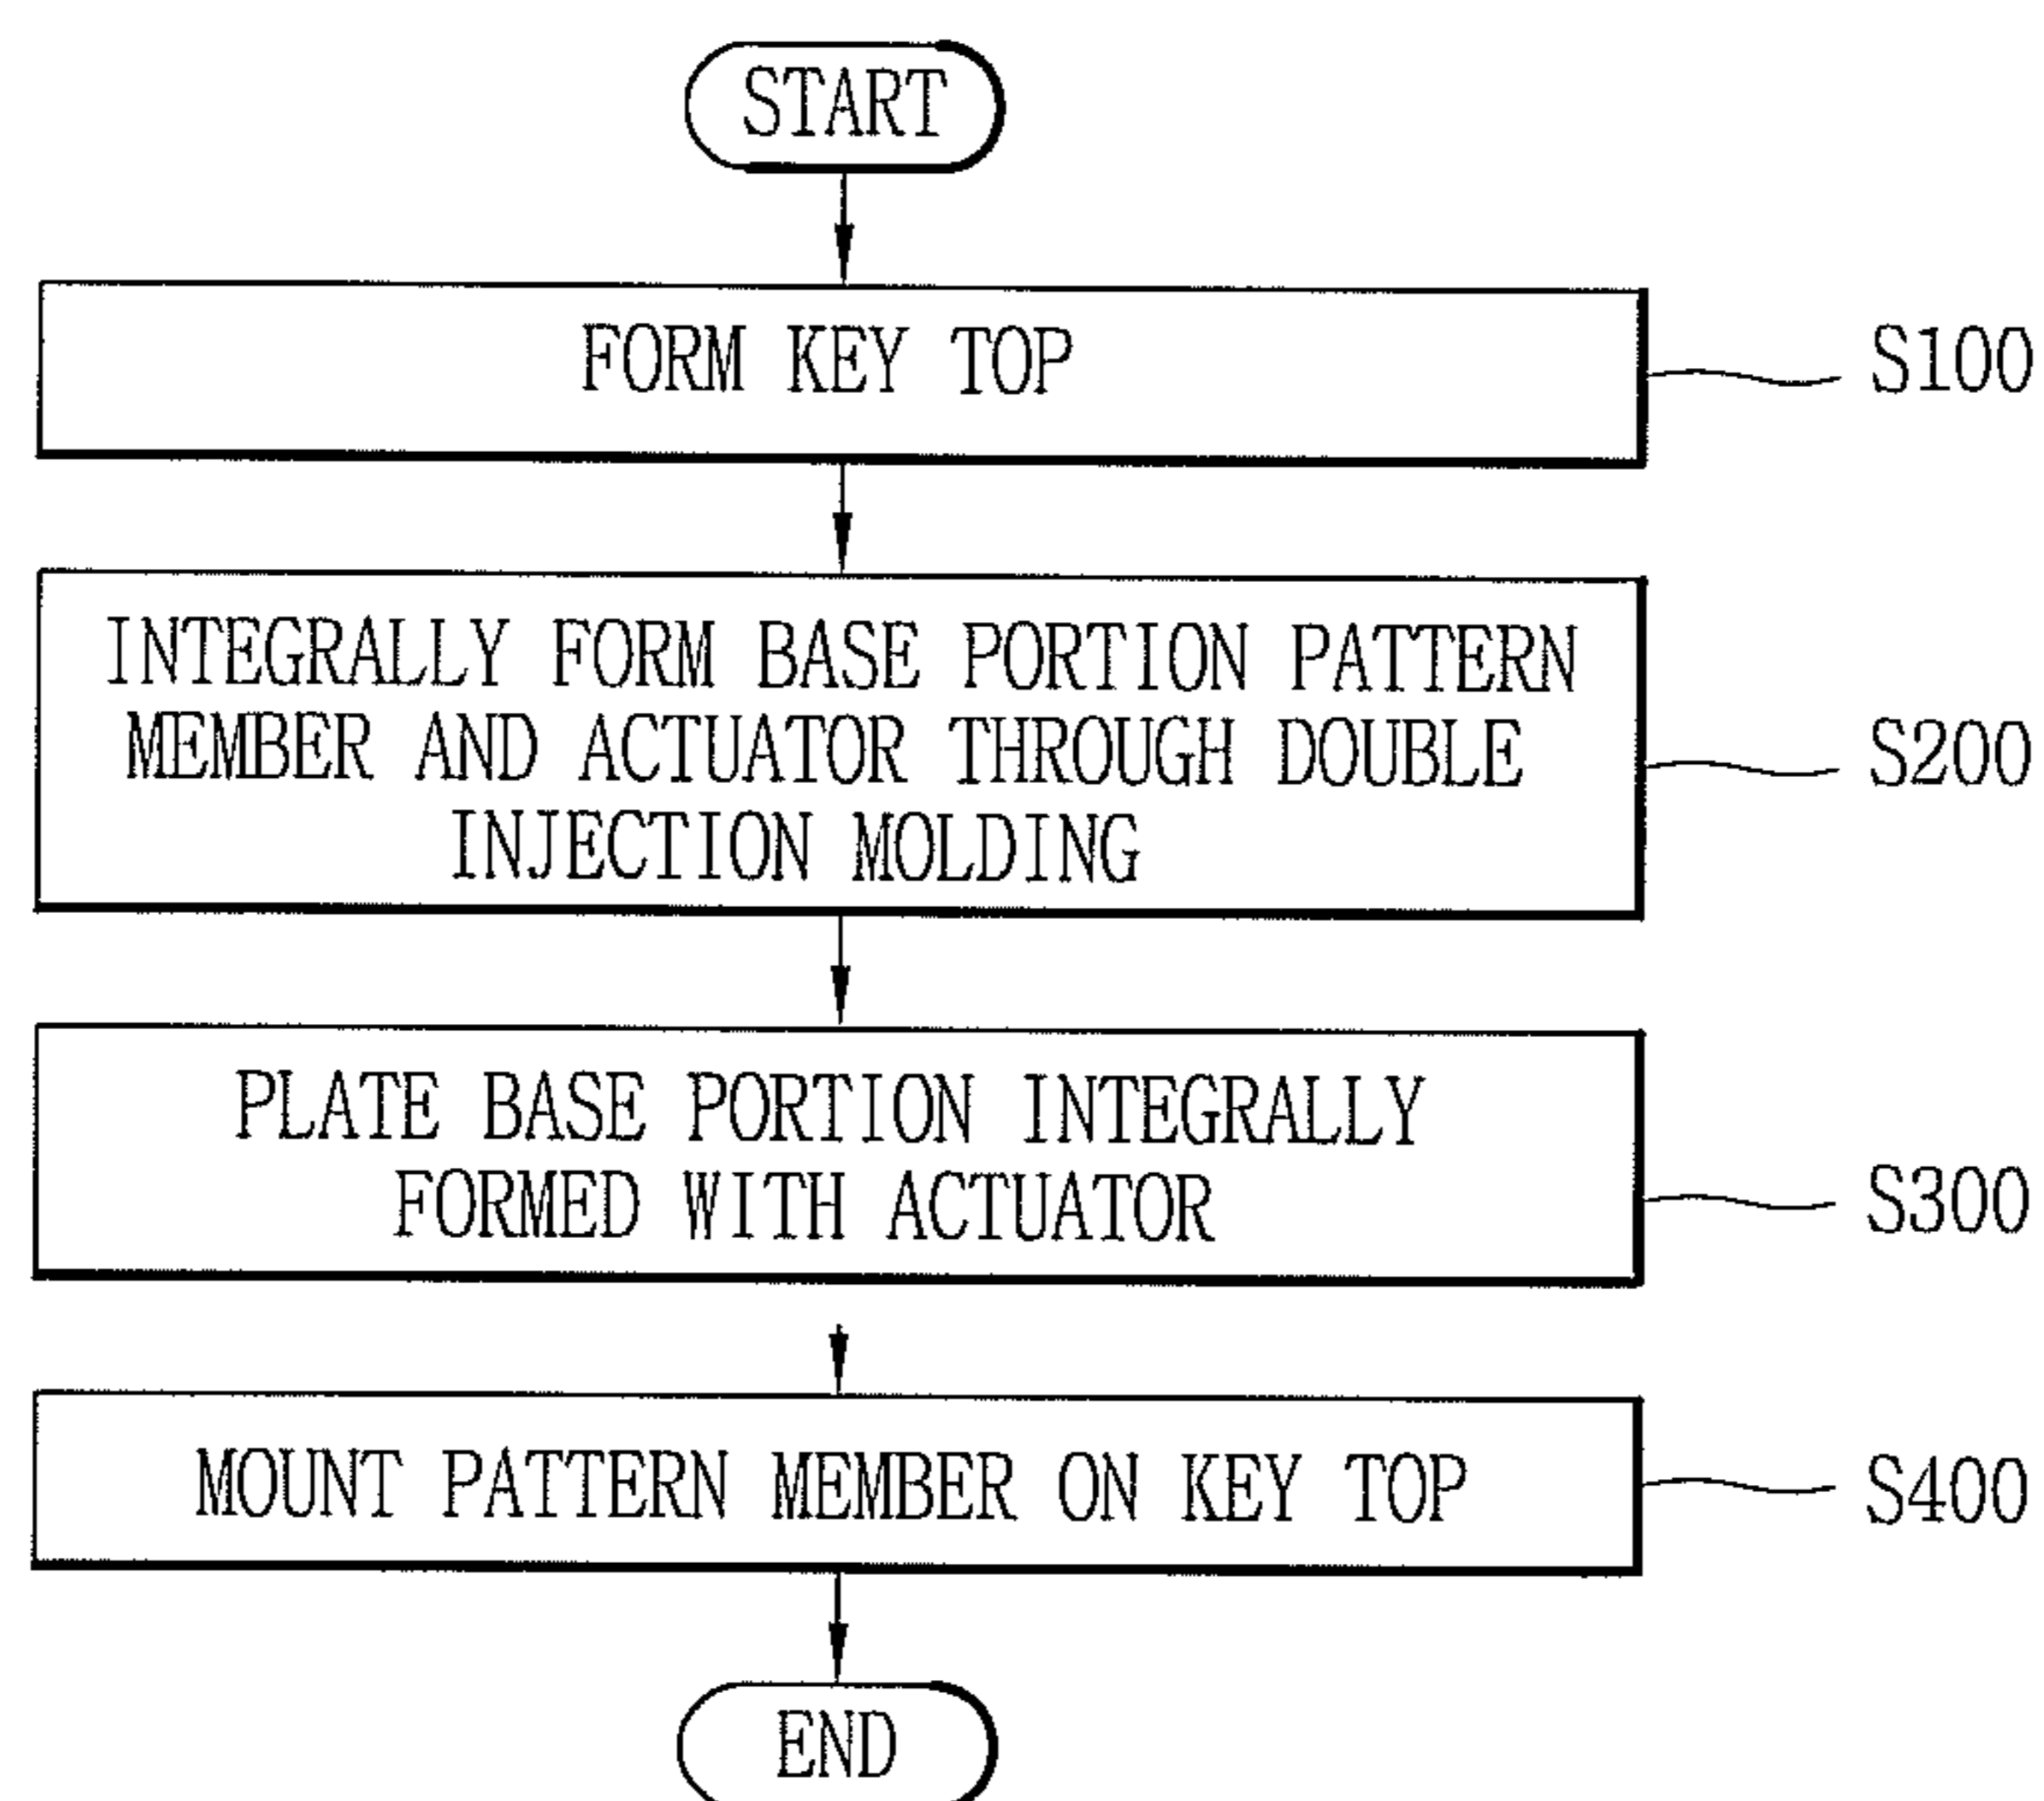 START
FORM KEY TOP
S100
INTEGRALLY FORM BASE PORTION PATTERN
MEMBER AND ACTUATOR THROUGH DOUBLE
INJECTION MOLDING
S200
PLATE BASE PORTION INTEGRALLY
FORMED WITH ACTUATOR
S300
MOUNT PATTERN MEMBER ON KEY TOP
S400
END